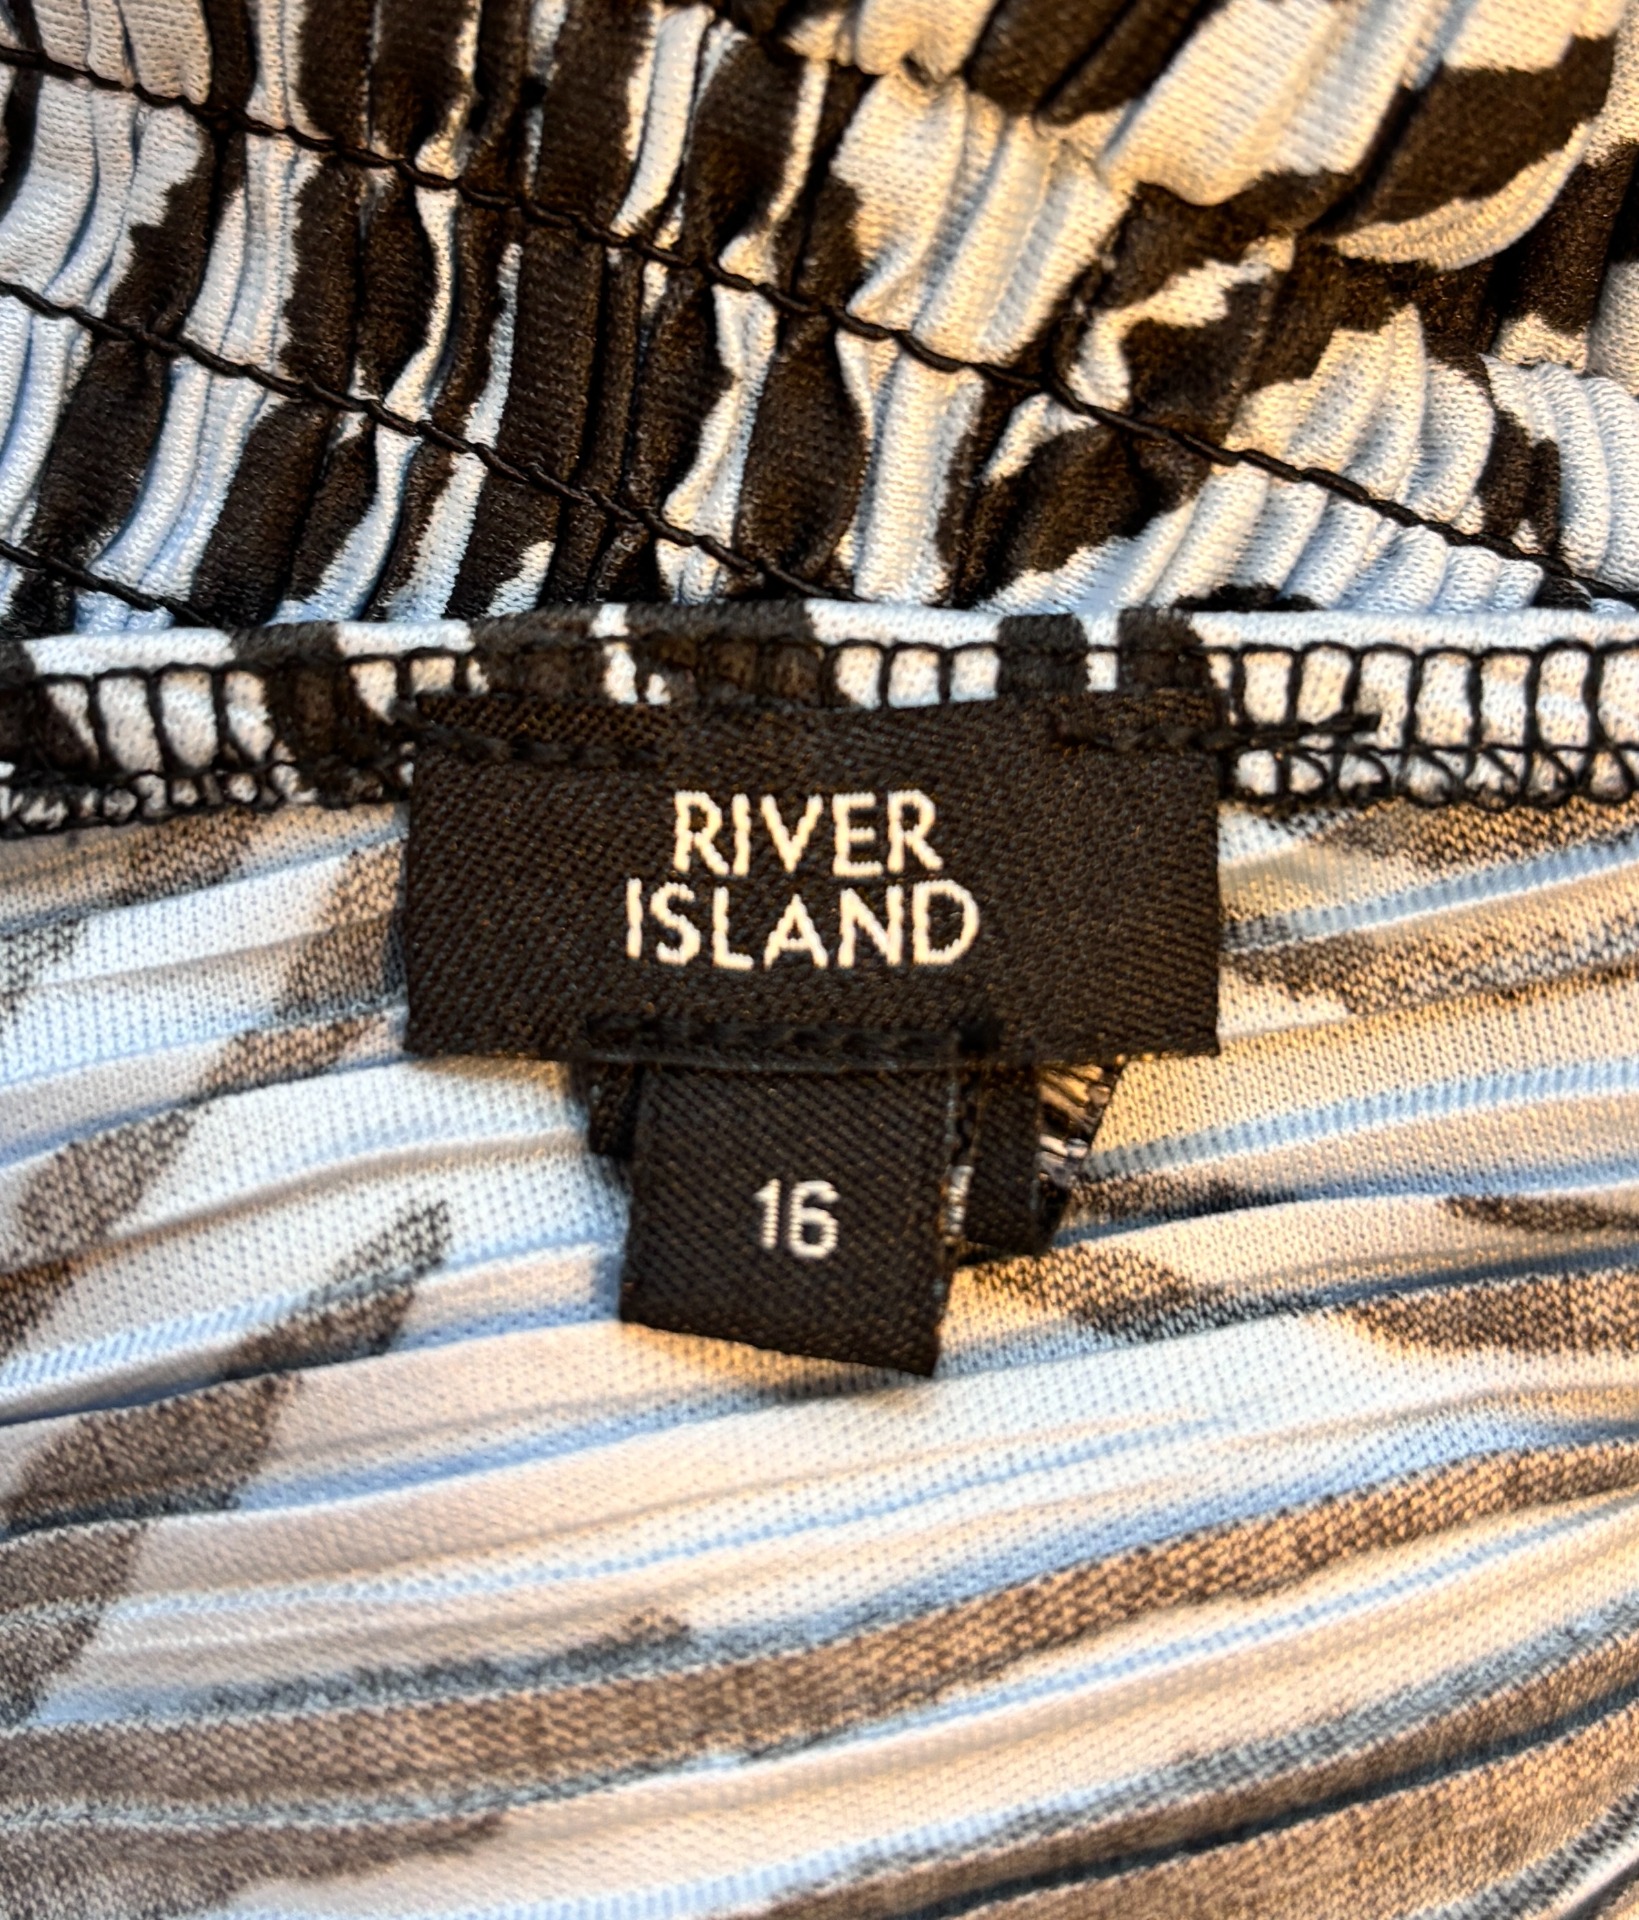 RIVER
ISLAND
16